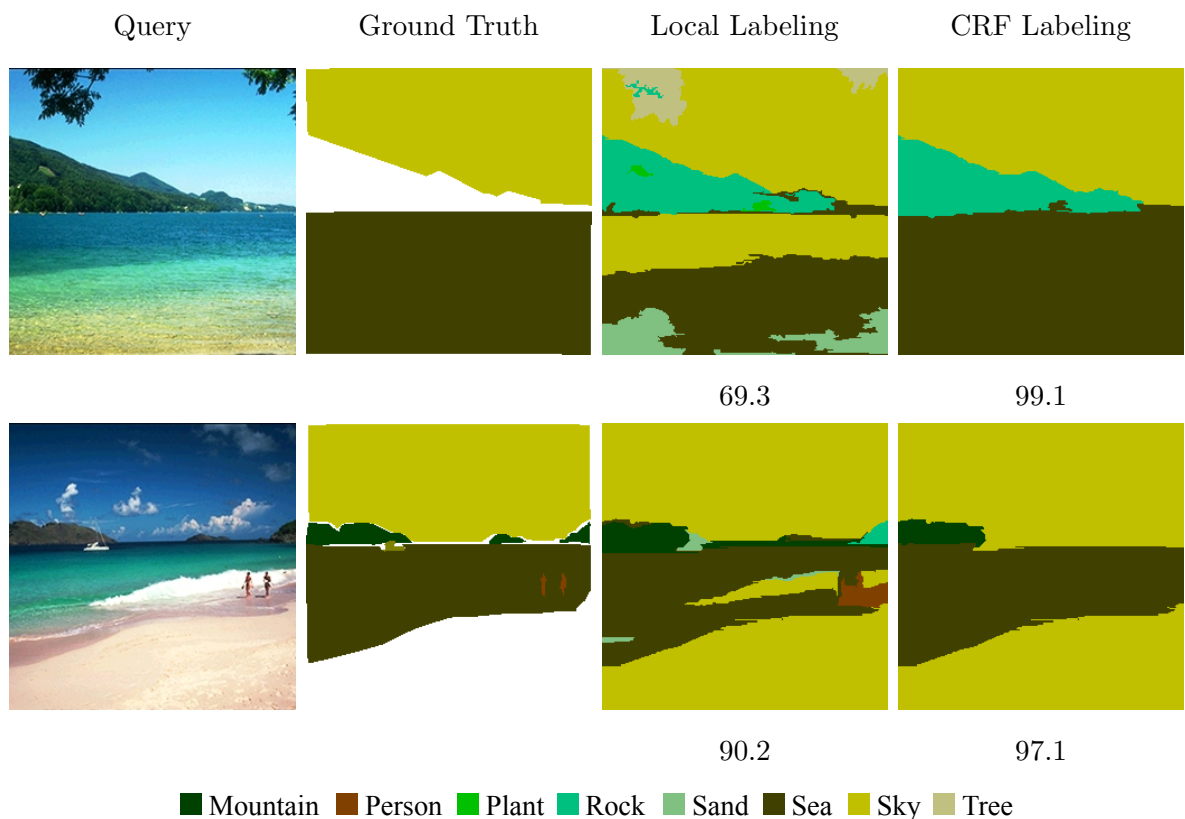 Query Ground Truth Local Labeling CRF Labeling
69.3 99.1
90.2 97.1
Mountain Person Plant Rock Sand Sea Sky Tree